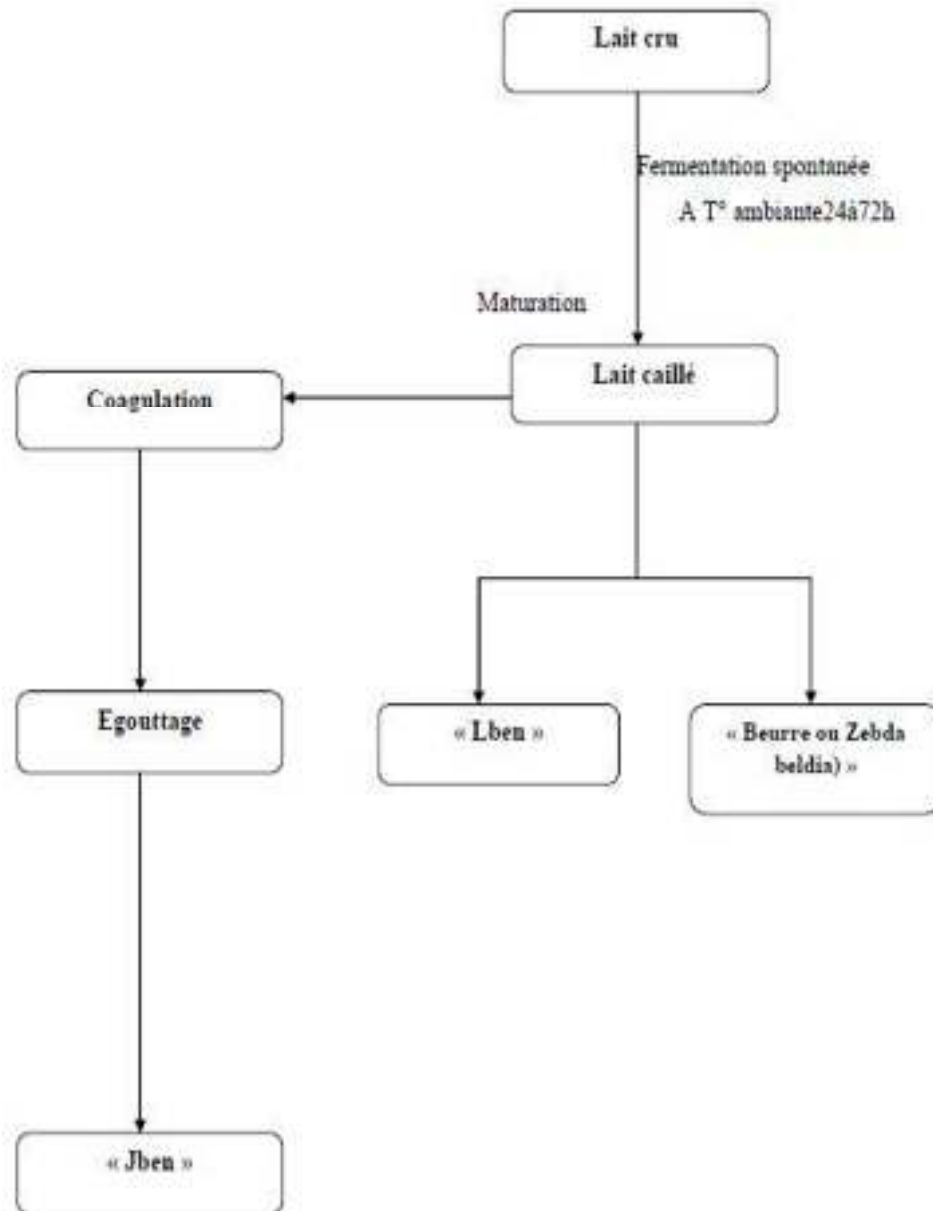 Lait cru
Fermentation spontanée
A T° ambiante24à72h
Maturation
Lait caillé
Coagulation
Egouttage
« Lben »
« Beurre ou Zebda
beldia) »
« Jben »